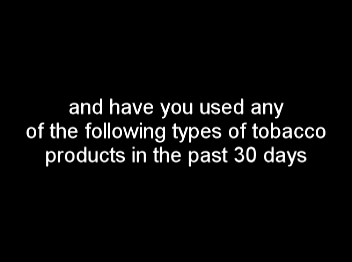 and have you used any
of the following types of tobacco
products in the past 30 days